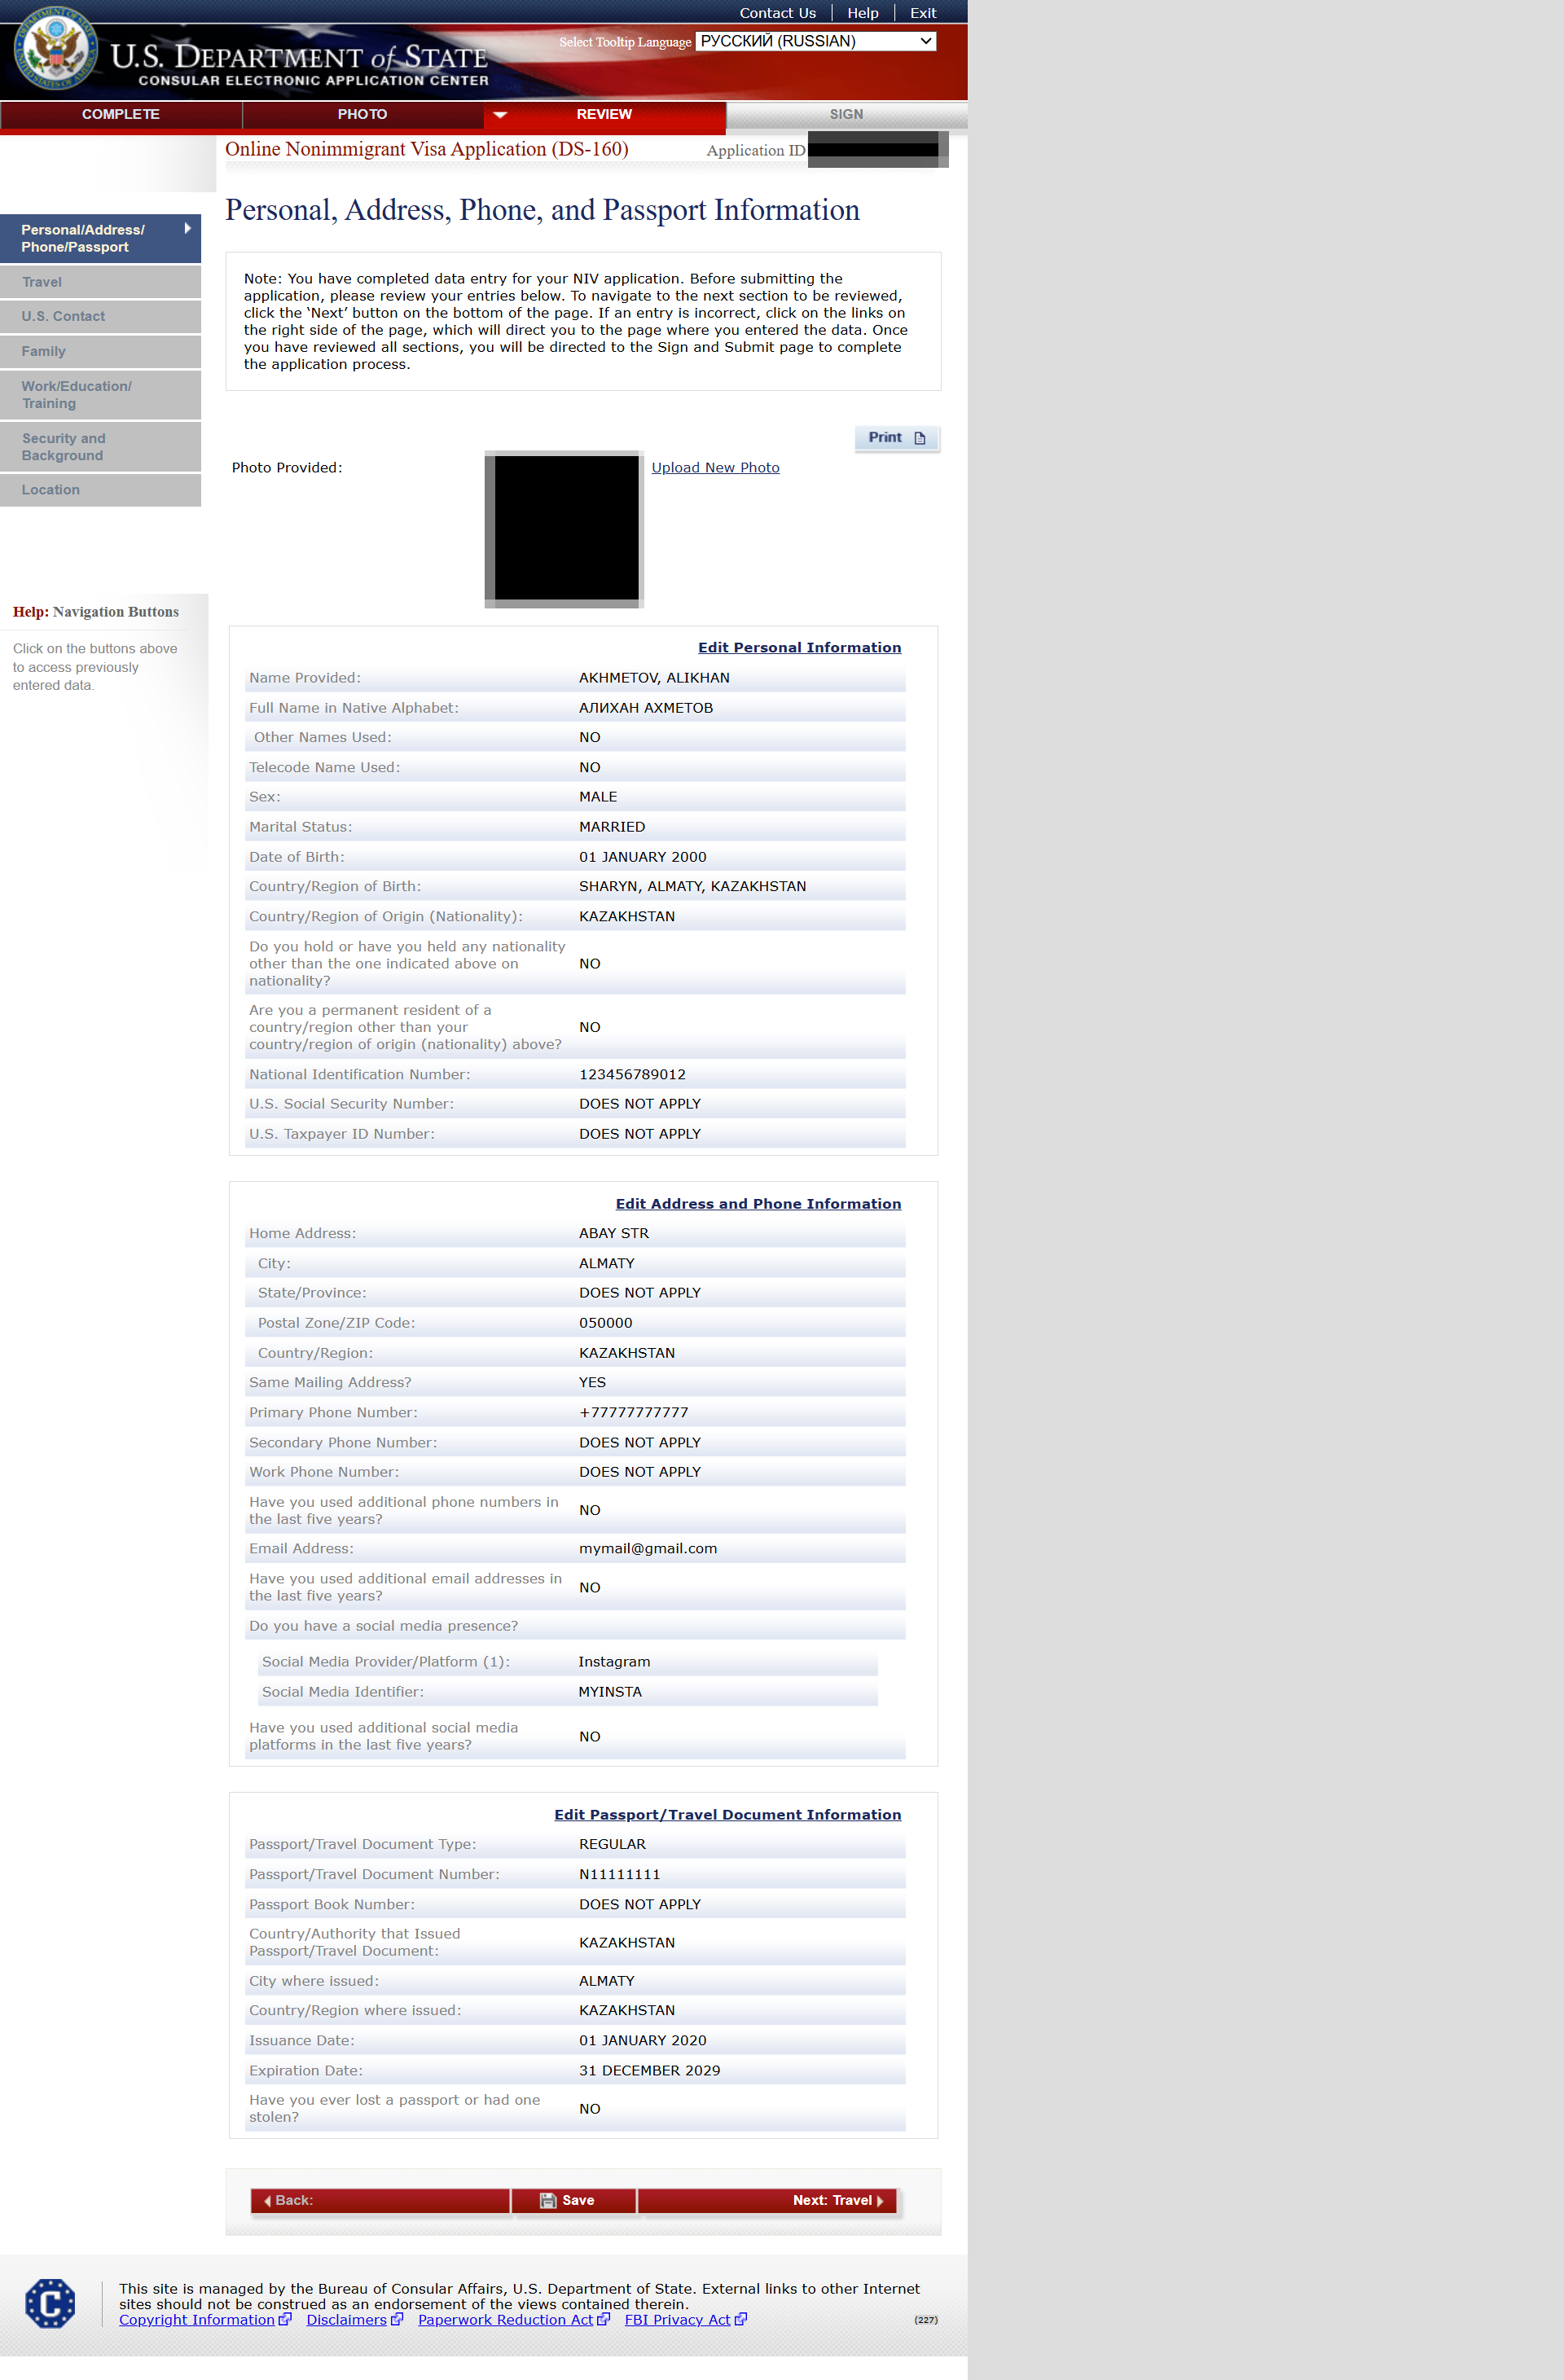 Contact Us
Help
Exit
U.S. DEPARTMENT of STATE
CONSULAR ELECTRONIC APPLICATION CENTER
Select Tooltip Language
РУССКИЙ (RUSSIAN)
COMPLETE
PHOTO
REVIEW
SIGN
Online Nonimmigrant Visa Application (DS-160)
Application ID
Personal, Address, Phone, and Passport Information
Personal/Address/
Phone/Passport
Travel
U.S. Contact
Family
Work/Education/
Training
Security and
Background
Location
Help: Navigation Buttons
Click on the buttons above
to access previously
entered data.
Note: You have completed data entry for your NIV application. Before submitting the
application, please review your entries below. To navigate to the next section to be reviewed,
click the ‘Next’ button on the bottom of the page. If an entry is incorrect, click on the links on
the right side of the page, which will direct you to the page where you entered the data. Once
you have reviewed all sections, you will be directed to the Sign and Submit page to complete
the application process.
Print
Photo Provided:
Upload New Photo
Edit Personal Information
Name Provided: AKHMETOV, ALIKHAN
Full Name in Native Alphabet: АЛИХАН АХМЕТОВ
Other Names Used: NO
Telecode Name Used: NO
Sex: MALE
Marital Status: MARRIED
Date of Birth: 01 JANUARY 2000
Country/Region of Birth: SHARYN, ALMATY, KAZAKHSTAN
Country/Region of Origin (Nationality): KAZAKHSTAN
Do you hold or have you held any nationality
other than the one indicated above on
nationality?
NO
Are you a permanent resident of a
country/region other than your
country/region of origin (nationality) above?
NO
National Identification Number: 123456789012
U.S. Social Security Number: DOES NOT APPLY
U.S. Taxpayer ID Number: DOES NOT APPLY
Edit Address and Phone Information
Home Address: ABAY STR
City: ALMATY
State/Province: DOES NOT APPLY
Postal Zone/ZIP Code: 050000
Country/Region: KAZAKHSTAN
Same Mailing Address? YES
Primary Phone Number: +77777777777
Secondary Phone Number: DOES NOT APPLY
Work Phone Number: DOES NOT APPLY
Have you used additional phone numbers in
the last five years?
NO
Email Address: mymail@gmail.com
Have you used additional email addresses in
the last five years?
NO
Do you have a social media presence?
Social Media Provider/Platform (1): Instagram
Social Media Identifier: MYINSTA
Have you used additional social media
platforms in the last five years?
NO
Edit Passport/Travel Document Information
Passport/Travel Document Type: REGULAR
Passport/Travel Document Number: N11111111
Passport Book Number: DOES NOT APPLY
Country/Authority that Issued
Passport/Travel Document:
KAZAKHSTAN
City where issued: ALMATY
Country/Region where issued: KAZAKHSTAN
Issuance Date: 01 JANUARY 2020
Expiration Date: 31 DECEMBER 2029
Have you ever lost a passport or had one
stolen?
NO
Back:
Save
Next: Travel
C
This site is managed by the Bureau of Consular Affairs, U.S. Department of State. External links to other Internet
sites should not be construed as an endorsement of the views contained therein.
Copyright Information
Disclaimers
Paperwork Reduction Act
FBI Privacy Act
(227)